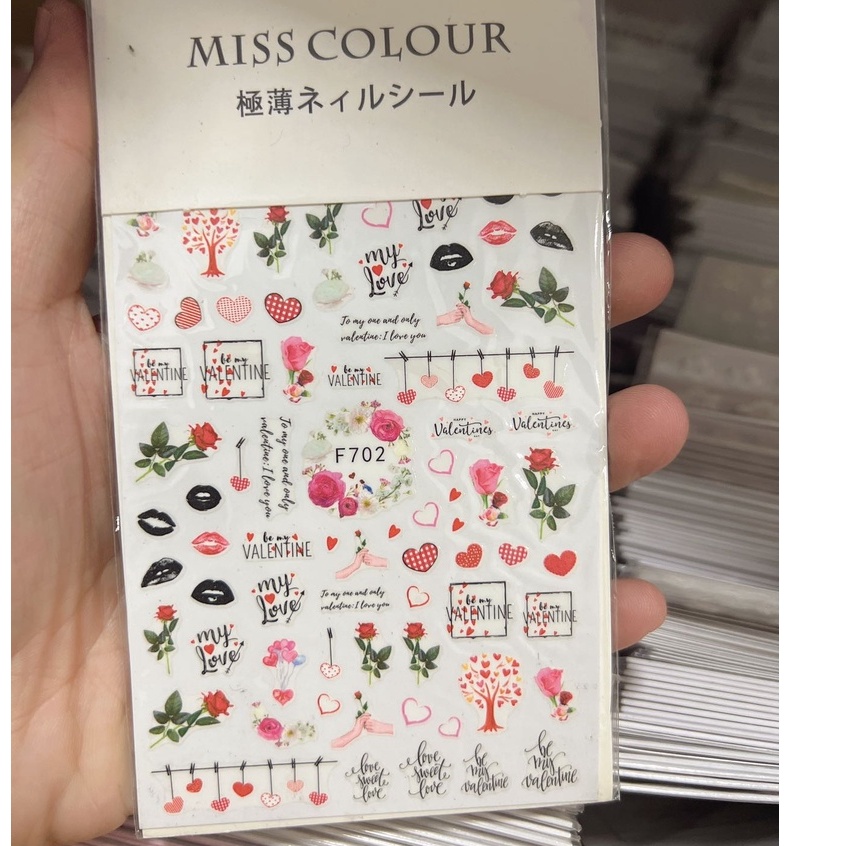 MISS COLOUR
極薄ネィルシール
Love
my
Love
To my one and only
valentine: I love you
be my
VALENTINE
be my
VALENTINE
be my
VALENTINE
HAPPY
Valentines
HAPPY
Valentines
To my one and only
valentine: I love you
F702
be my
VALENTINE
my
Love
To my one and only
valentine: I love you
be my
VALENTINE
be my
VALENTINE
my
Love
love
sweet
love
love
sweet
love
be
my
valentine
be
my
valentine